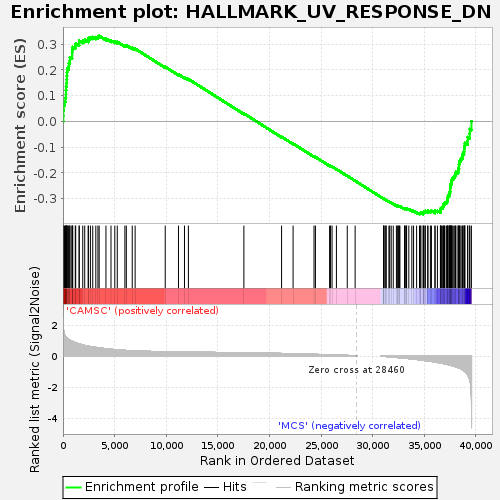 Enrichment plot: HALLMARK_UV_RESPONSE_DN
Enrichment score (ES)
0.3
0.2
0.1
0.0
-0.1
-0.2
-0.3
'CAMSC' (positively correlated)
Ranked list metric (Signal2Noise)
2
0
-2
-4
Zero cross at 28460
'MCS' (negatively correlated)
0
5,000
10,000
15,000
20,000
25,000
30,000
35,000
40,000
Rank in Ordered Dataset
Enrichment profile
Hits
Ranking metric scores